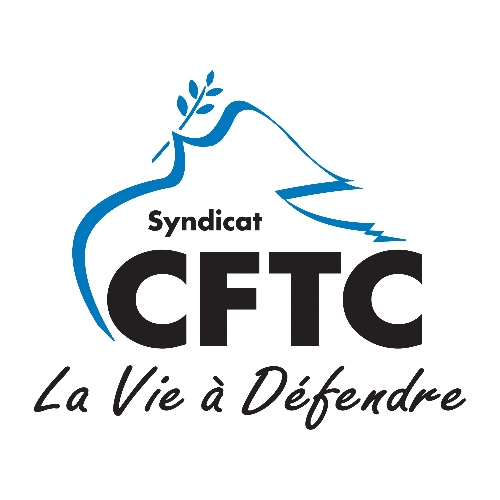 Syndicat
CFTC
La Vie à Défendre